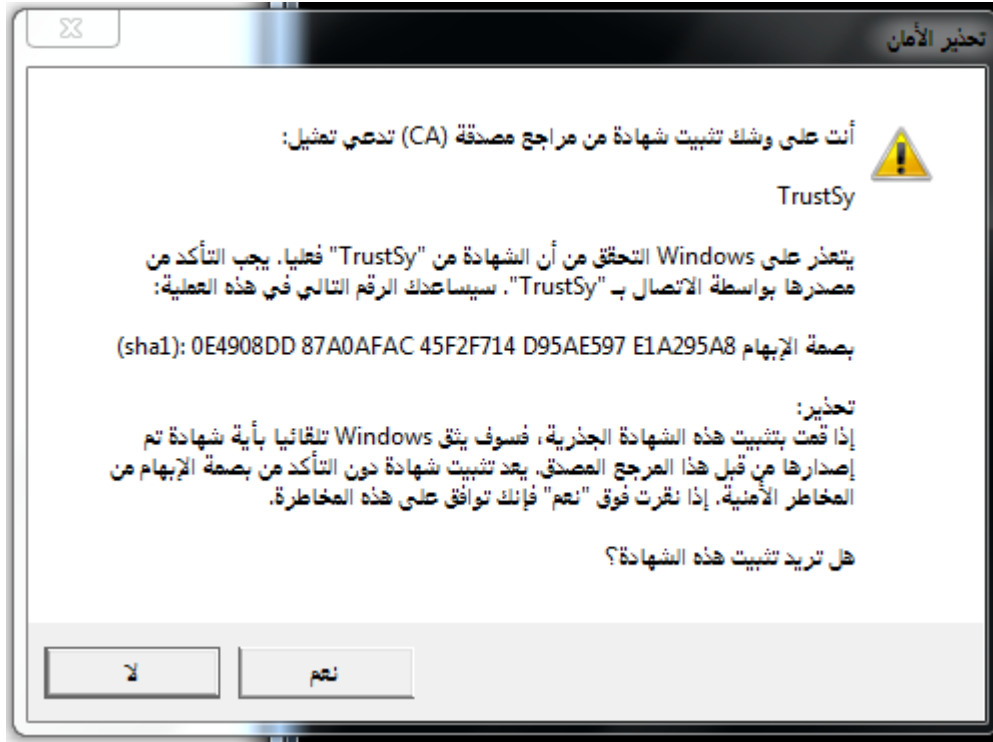 تحذير الأمان
أنت على وشك تثبيت شهادة من مراجع مصدقة (CA) تدعي تمثيل:
TrustSy
يتعذر على Windows التحقق من أن الشهادة من "TrustSy" فعليا. يجب التأكد من
مصدرها بواسطة الاتصال بـ "TrustSy". سيساعدك الرقم التالي في هذه العملية:
بصمة الإبهام (sha1): 0E4908DD 87A0AFAC 45F2F714 D95AE597 E1A295A8
تحذير:
إذا قمت بتثبيت هذه الشهادة الجذرية، فسوف يثق Windows تلقائيا بأية شهادة تم
إصدارها من قبل هذا المرجع المصدق. يعد تثبيت شهادة دون التأكد من بصمة الإبهام من
المخاطر الأمنية. إذا نقرت فوق "نعم" فإنك توافق على هذه المخاطرة.
هل تريد تثبيت هذه الشهادة؟
نعم
لا